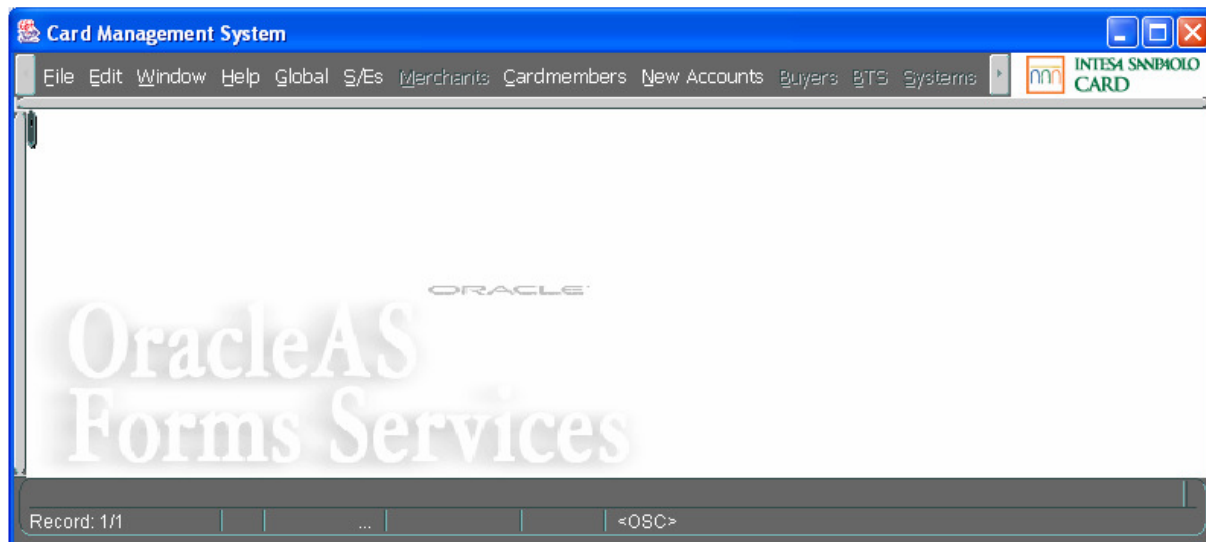 Card Management System
File Edit Window Help Global S/Es Merchants Cardmembers New Accounts Buyers BTS Systems
INTESA SANPAOLO
CARD
ORACLE
OracleAS
Forms Services
Record: 1/1 ... <OSC>